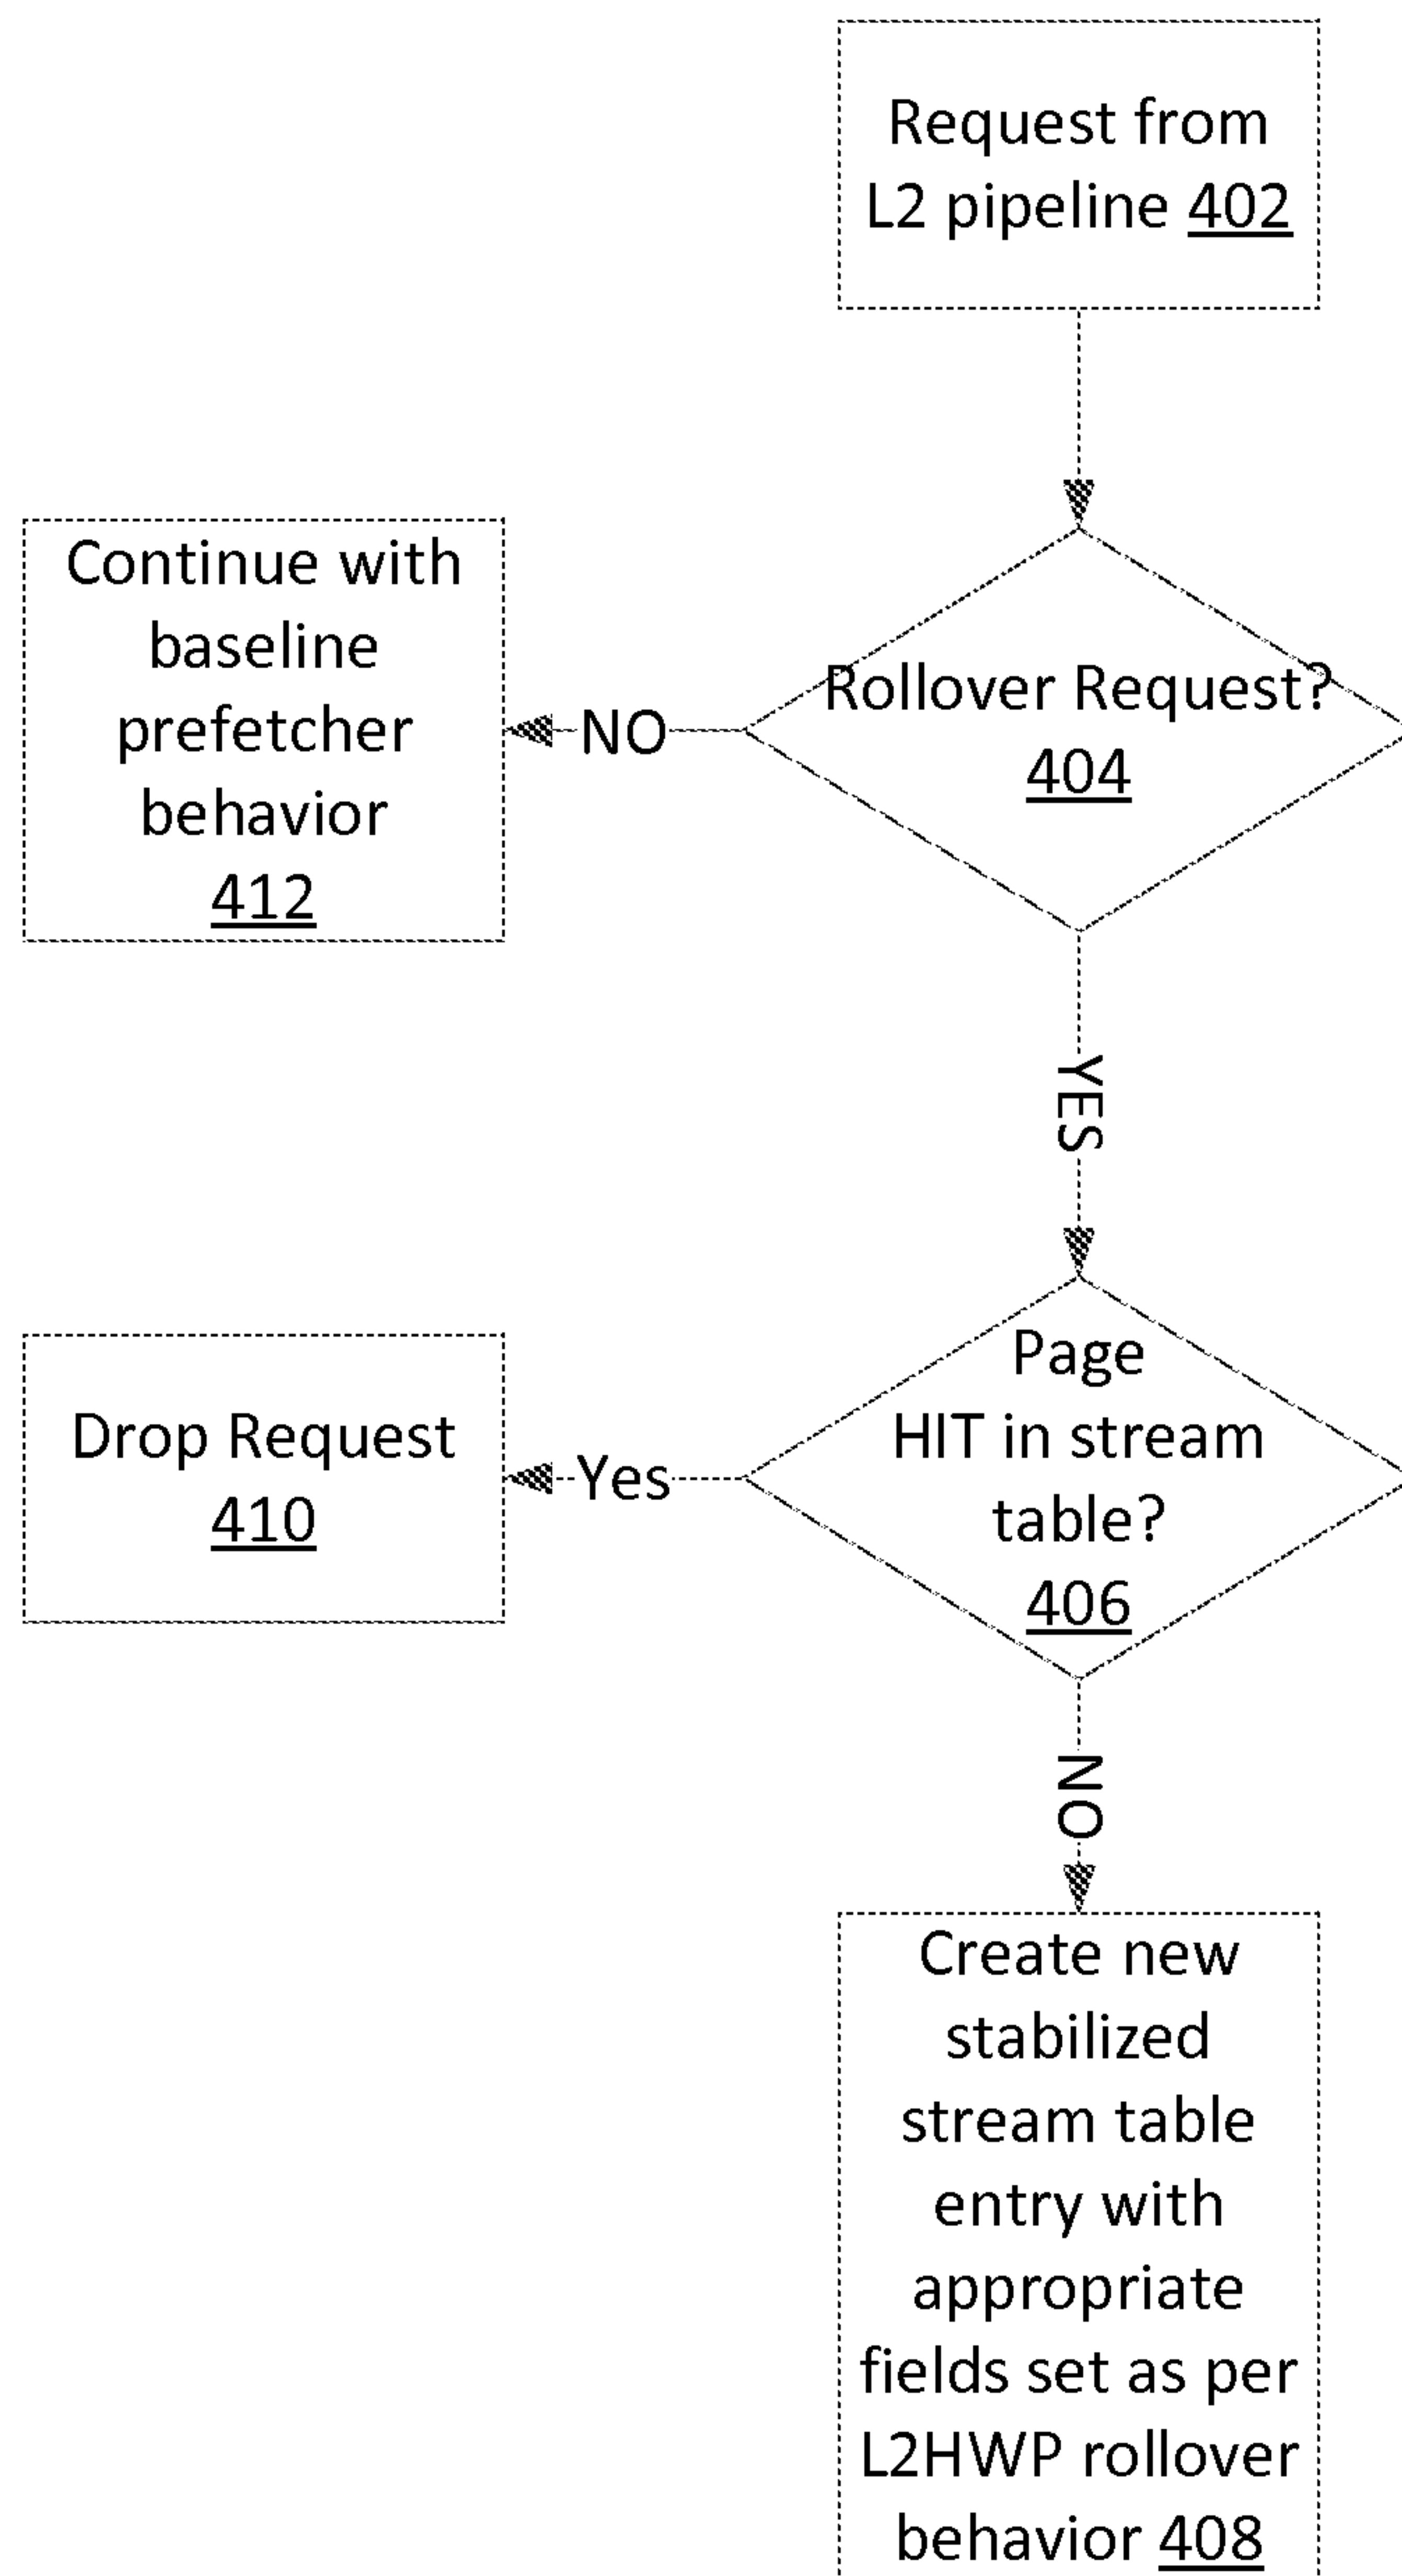 Request from
L2 pipeline 402
Rollover Request?
404
NO
Continue with
baseline
prefetcher
behavior
412
YES
Page
HIT in stream
table?
406
Yes
Drop Request
410
NO
Create new
stabilized
stream table
entry with
appropriate
fields set as per
L2HWP rollover
behavior 408